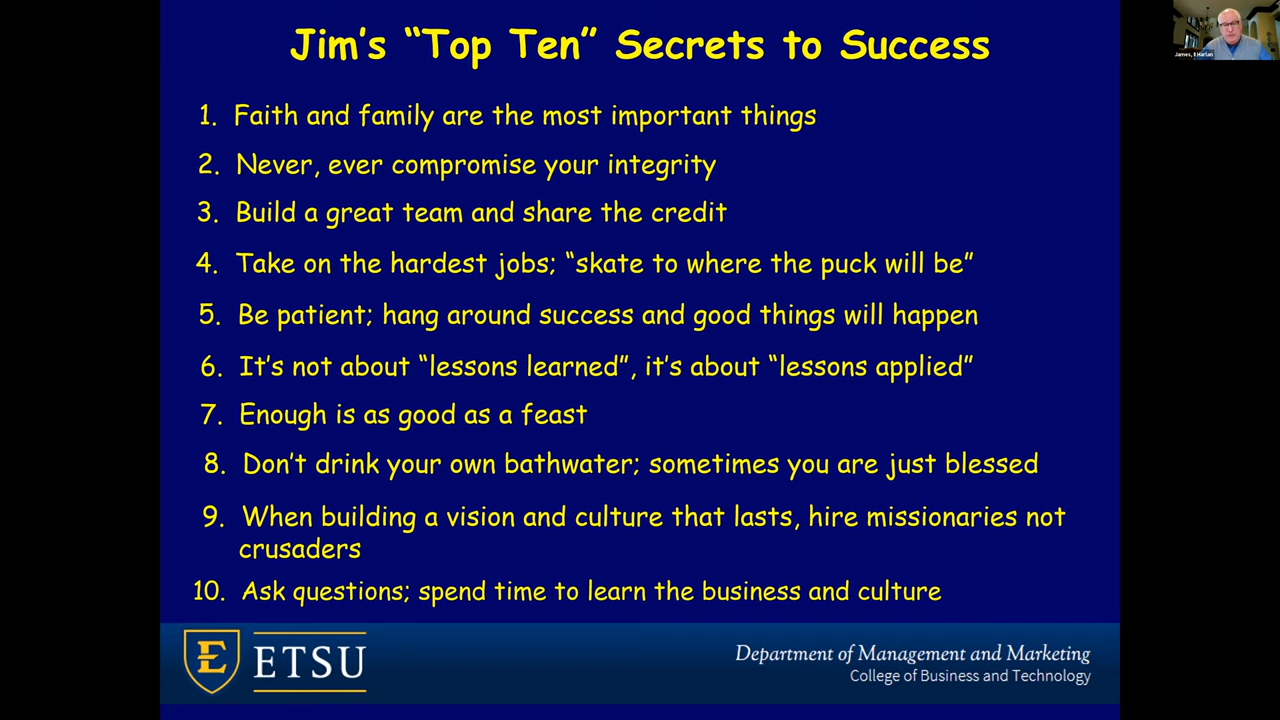 Jim's “Top Ten” Secrets to Success
James, II Harlan
1. Faith and family are the most important things
2. Never, ever compromise your integrity
3. Build a great team and share the credit
4. Take on the hardest jobs; “skate to where the puck will be”
5. Be patient; hang around success and good things will happen
6. It's not about “lessons learned”, it's about “lessons applied”
7. Enough is as good as a feast
8. Don't drink your own bathwater; sometimes you are just blessed
9. When building a vision and culture that lasts, hire missionaries not
crusaders
10. Ask questions; spend time to learn the business and culture
E ETSU
Department of Management and Marketing
College of Business and Technology